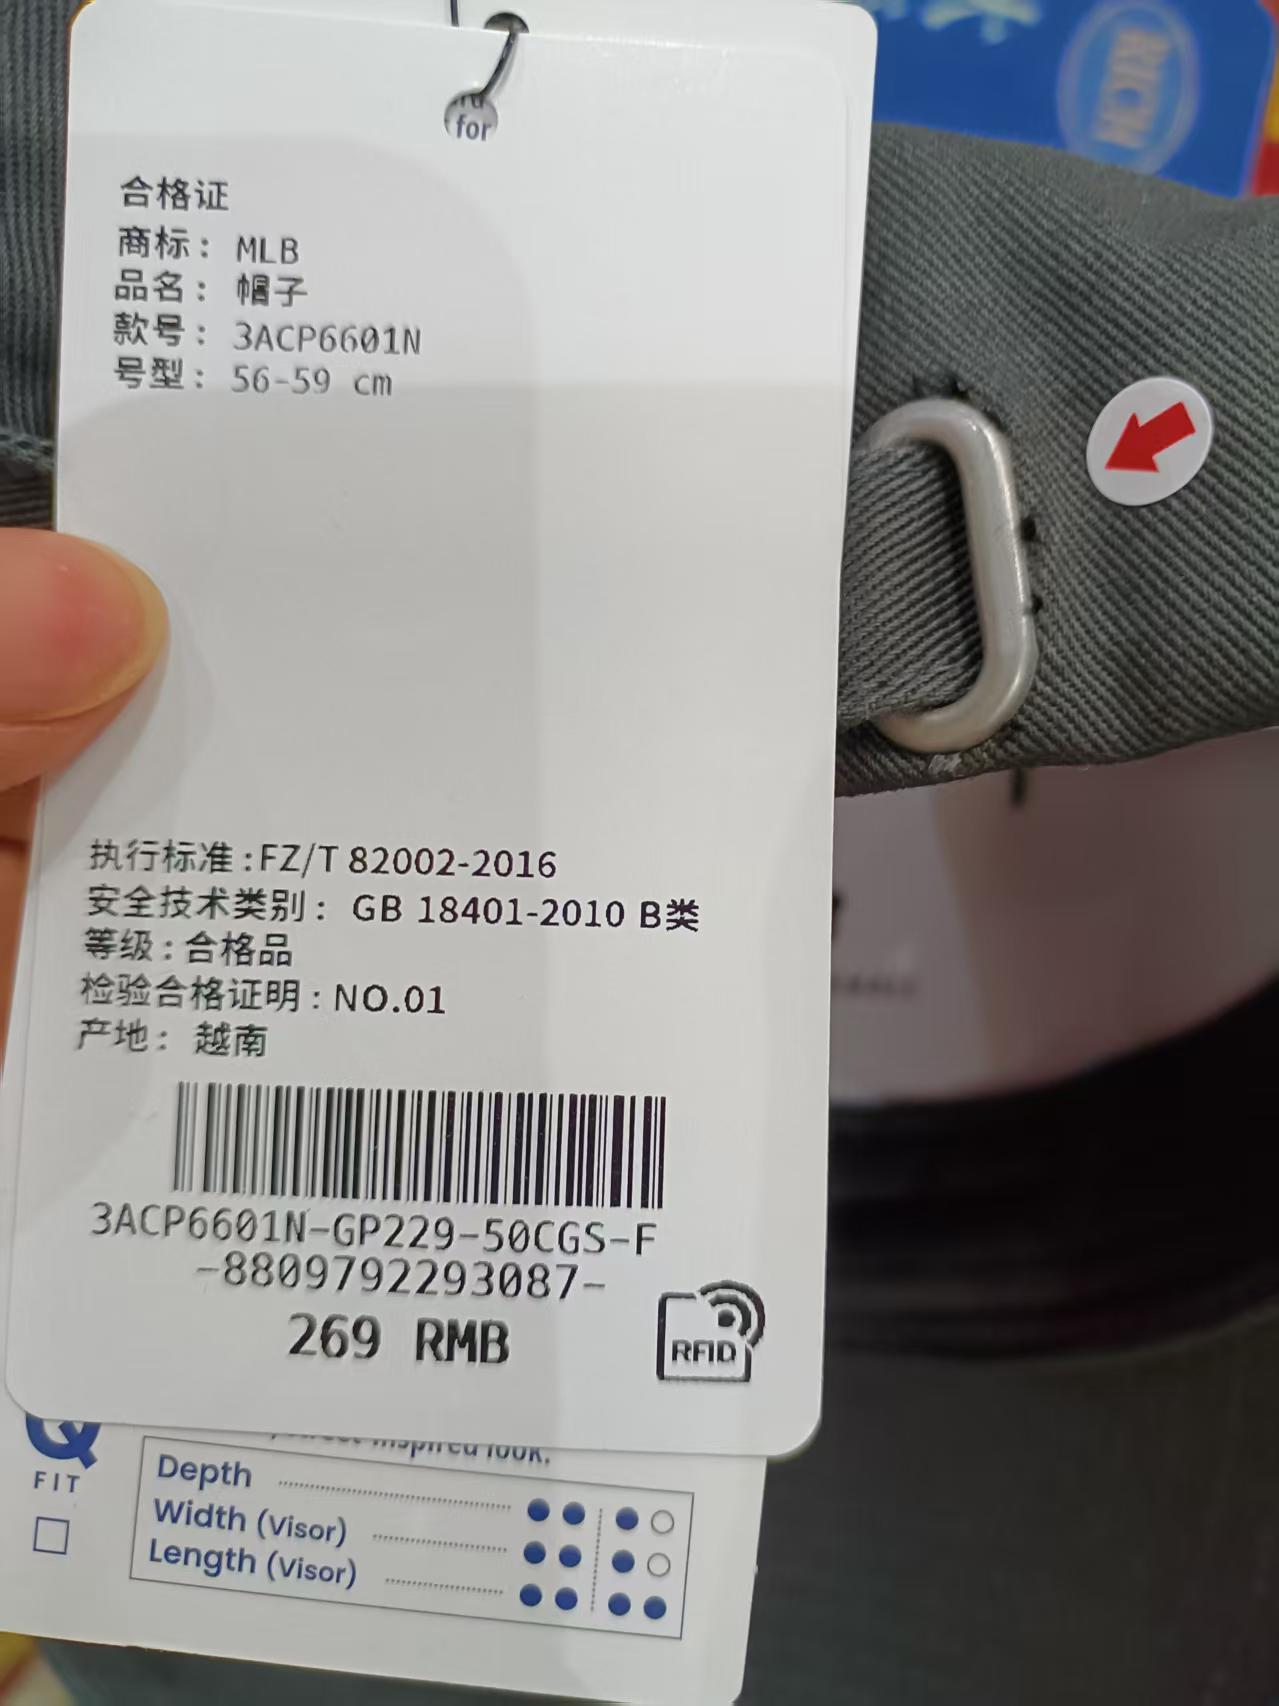 for
合格证
商标： MLB
品名： 帽子
款号： 3ACP6601N
号型： 56-59 cm
执行标准:FZ/T 82002-2016
安全技术类别： GB 18401-2010 B类
等级:合格品
检验合格证明:NO.01
产地： 越南
3ACP6601N-GP229-50CGS-F
-8809792293087-
269 RMB
RFID
inspired look.
FIT
Depth
Width (Visor)
Length (Visor)
RICH